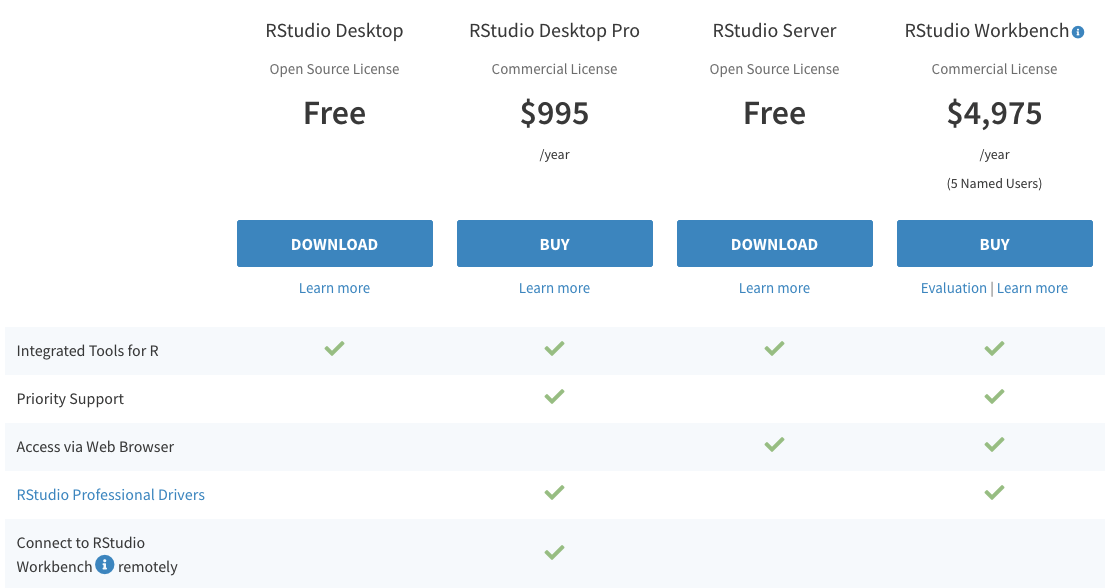 RStudio Desktop
RStudio Desktop Pro
RStudio Server
RStudio Workbench
Open Source License
Commercial License
Open Source License
Commercial License
Free
$995
Free
$4,975
/year
/year
(5 Named Users)
DOWNLOAD
BUY
DOWNLOAD
BUY
Learn more
Learn more
Learn more
Evaluation | Learn more
Integrated Tools for R
Priority Support
Access via Web Browser
RStudio Professional Drivers
Connect to RStudio
Workbench i remotely